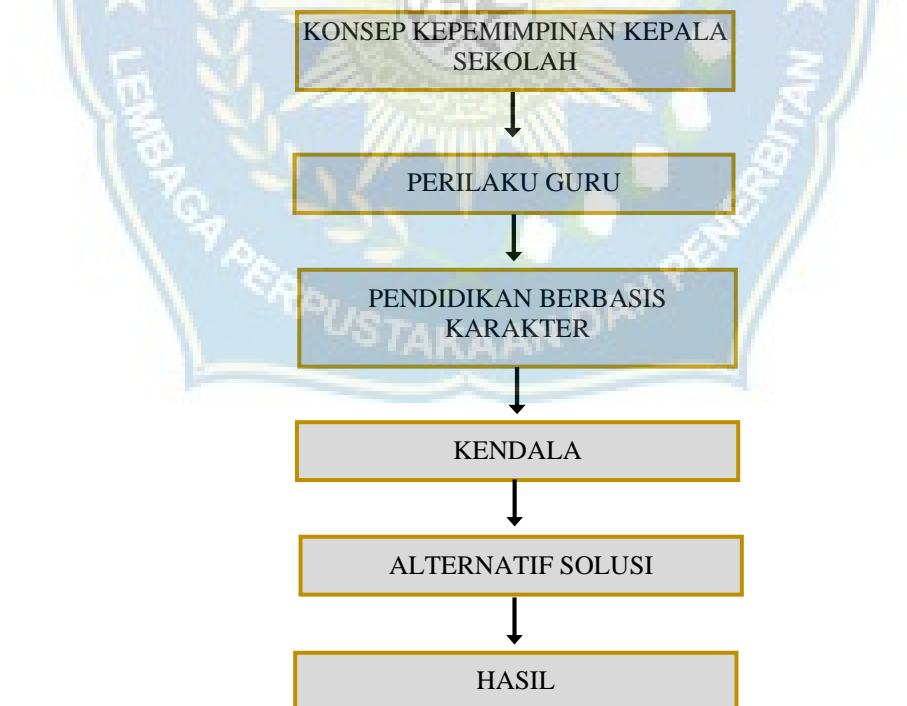 KONSEP KEPEMIMPINAN KEPALA
SEKOLAH
PERILAKU GURU
PENDIDIKAN BERBASIS
KARAKTER
KENDALA
ALTERNATIF SOLUSI
HASIL
LEMBAGA PERPUSTAKAAN DAN PENERBITAN